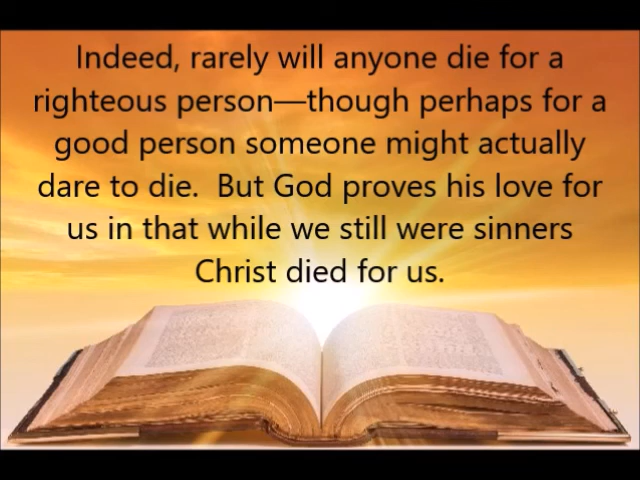 Indeed, rarely will anyone die for a
righteous person—though perhaps for a
good person someone might actually
dare to die.  But God proves his love for
us in that while we still were sinners
Christ died for us.